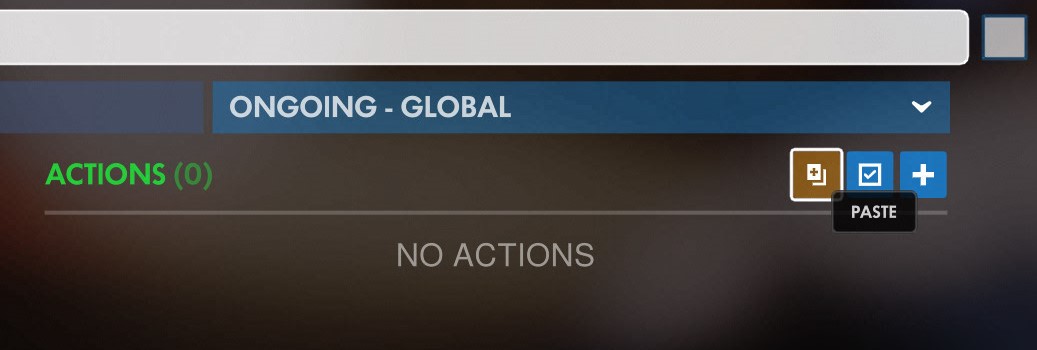 ONGOING - GLOBAL
ACTIONS (0)
PASTE
NO ACTIONS